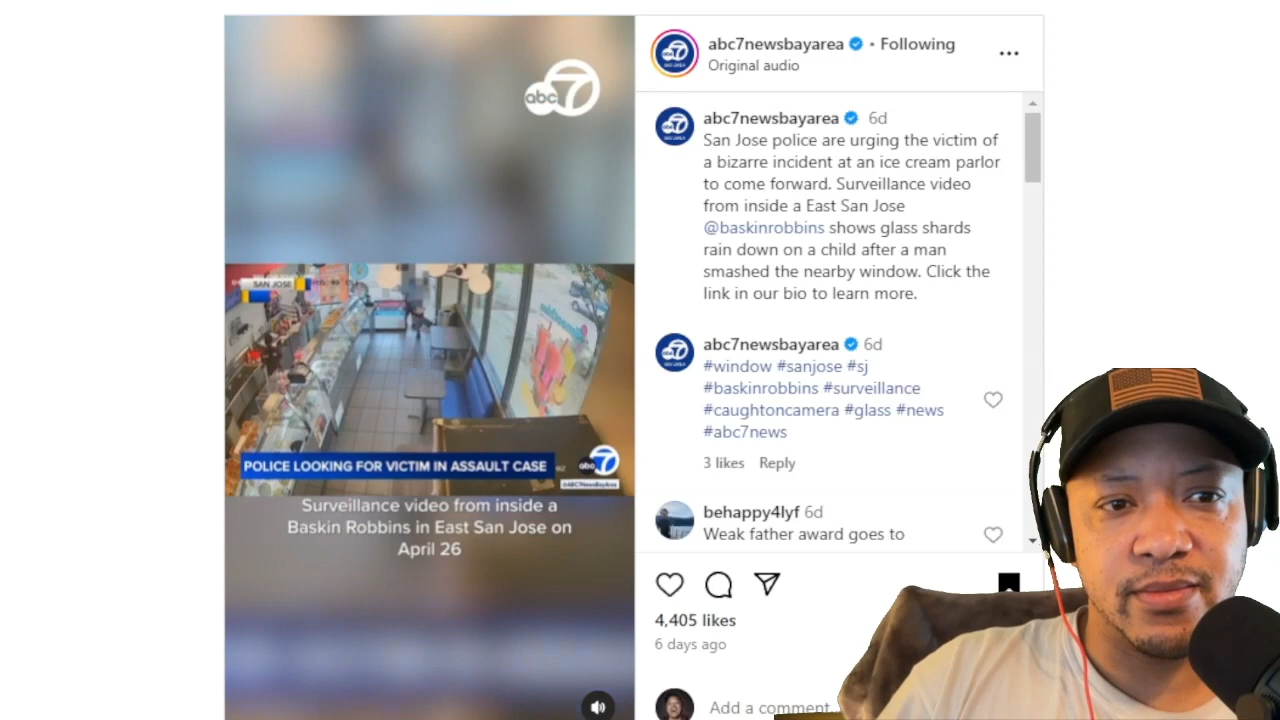 abc 7
SAN JOSE
POLICE LOOKING FOR VICTIM IN ASSAULT CASE
abc 7
@ABC7NewsBayArea
Surveillance video from inside a
Baskin Robbins in East San Jose on
April 26
abc7newsbayarea • Following
Original audio
abc7newsbayarea 6d
San Jose police are urging the victim of
a bizarre incident at an ice cream parlor
to come forward. Surveillance video
from inside a East San Jose
@baskinrobbins shows glass shards
rain down on a child after a man
smashed the nearby window. Click the
link in our bio to learn more.
abc7newsbayarea 6d
#window #sanjose #sj
#baskinrobbins #surveillance
#caughtoncamera #glass #news
#abc7news
3 likes Reply
behappy4lyf 6d
Weak father award goes to
4,405 likes
6 days ago
Add a comment...